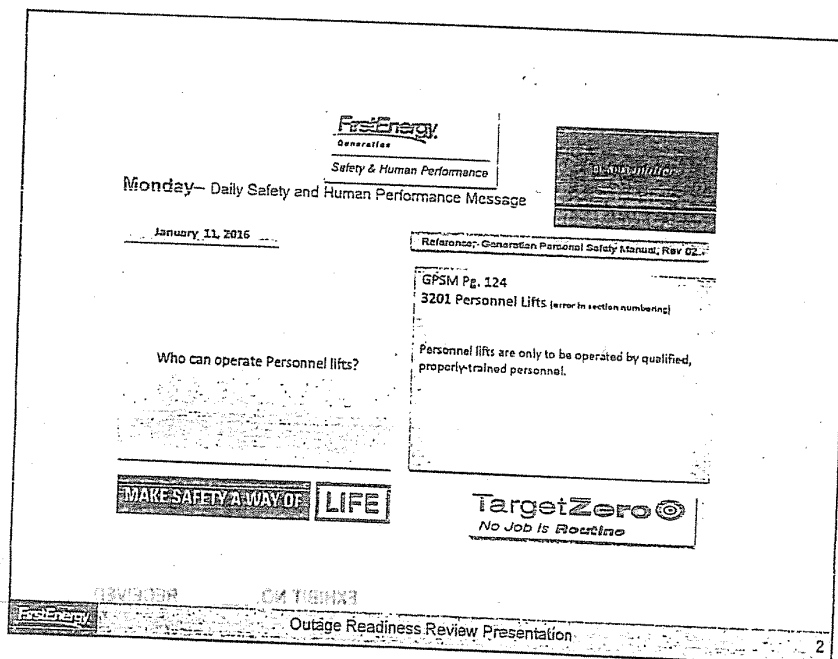 FirstEnergy
Generation
Safety & Human Performance
Monday– Daily Safety and Human Performance Message
January 11, 2016
Reference;- Generation Personal Safety Manual, Rev 02.
GPSM Pg. 124
3201 Personnel Lifts (error in section numbering)
Who can operate Personnel lifts?
Personnel lifts are only to be operated by qualified,
properly-trained personnel.
MAKE SAFETY A WAY OF LIFE
TargetZero
No Job is Routine
RECEIVED
EXHIBIT NO.
FirstEnergy
Outage Readiness Review Presentation
2